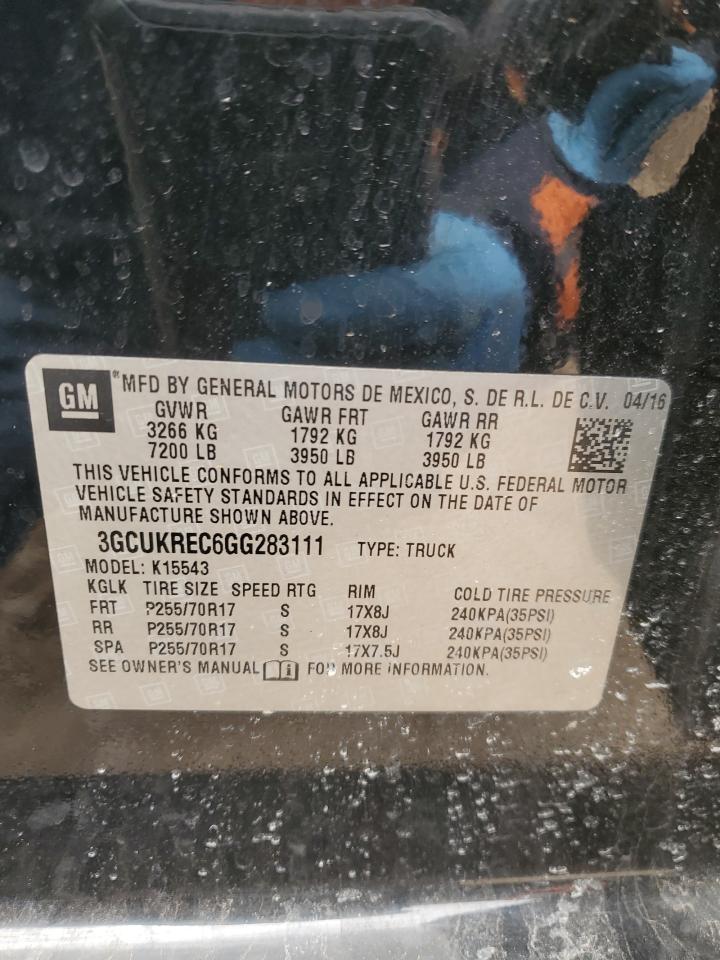 GM MFD BY GENERAL MOTORS DE MEXICO, S. DE R.L. DE C.V. 04/16
GVWR GAWR FRT GAWR RR
3266 KG 1792 KG 1792 KG
7200 LB 3950 LB 3950 LB
THIS VEHICLE CONFORMS TO ALL APPLICABLE U.S. FEDERAL MOTOR
VEHICLE SAFETY STANDARDS IN EFFECT ON THE DATE OF
MANUFACTURE SHOWN ABOVE.
3GCUKREC6GG283111 TYPE: TRUCK
MODEL: K15543
KGLK TIRE SIZE SPEED RTG RIM COLD TIRE PRESSURE
FRT P255/70R17 S 17X8J 240KPA(35PSI)
RR P255/70R17 S 17X8J 240KPA(35PSI)
SPA P255/70R17 S 17X7.5J 240KPA(35PSI)
SEE OWNER'S MANUAL FOR MORE INFORMATION.